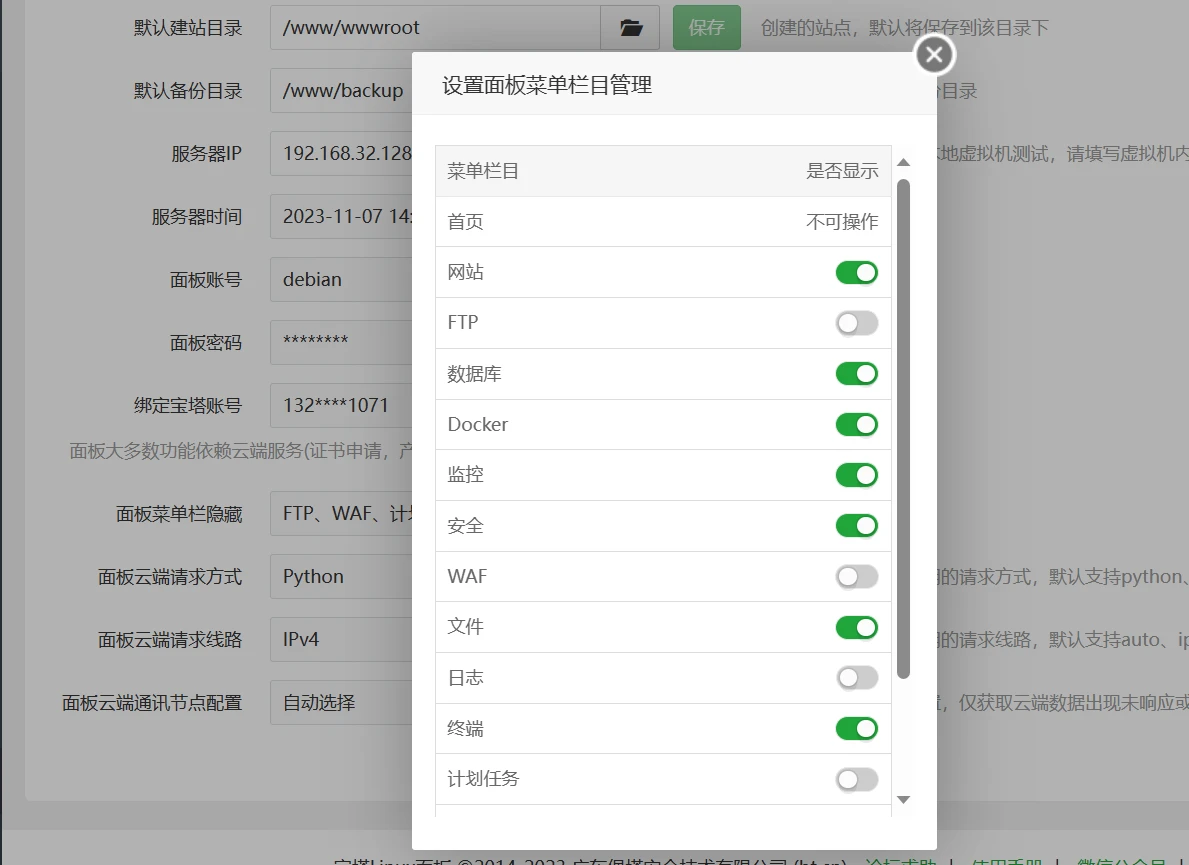 默认建站目录 /www/wwwroot 保存 创建的站点，默认将保存到该目录下
设置面板菜单栏目管理
默认备份目录 /www/backup 目录
菜单栏目 是否显示
服务器IP 192.168.32.128 地虚拟机测试，请填写虚拟机内
首页 不可操作
服务器时间 2023-11-07 14:
网站
面板账号 debian
FTP
面板密码 ********
数据库
绑定宝塔账号 132****1071
Docker
面板大多数功能依赖云端服务(证书申请，产
监控
面板菜单栏隐藏 FTP、WAF、计划
安全
面板云端请求方式 Python 的请求方式，默认支持python、
WAF
文件
面板云端请求线路 IPv4 的请求线路，默认支持auto、ip
日志
面板云端通讯节点配置 自动选择 ，仅获取云端数据出现未响应或
终端
计划任务
宝塔Linux面板 ©2014-2023 广东堡塔安全技术有限公司 (bt.cn) 论坛求助 | 使用手册 | 微信公众号 |